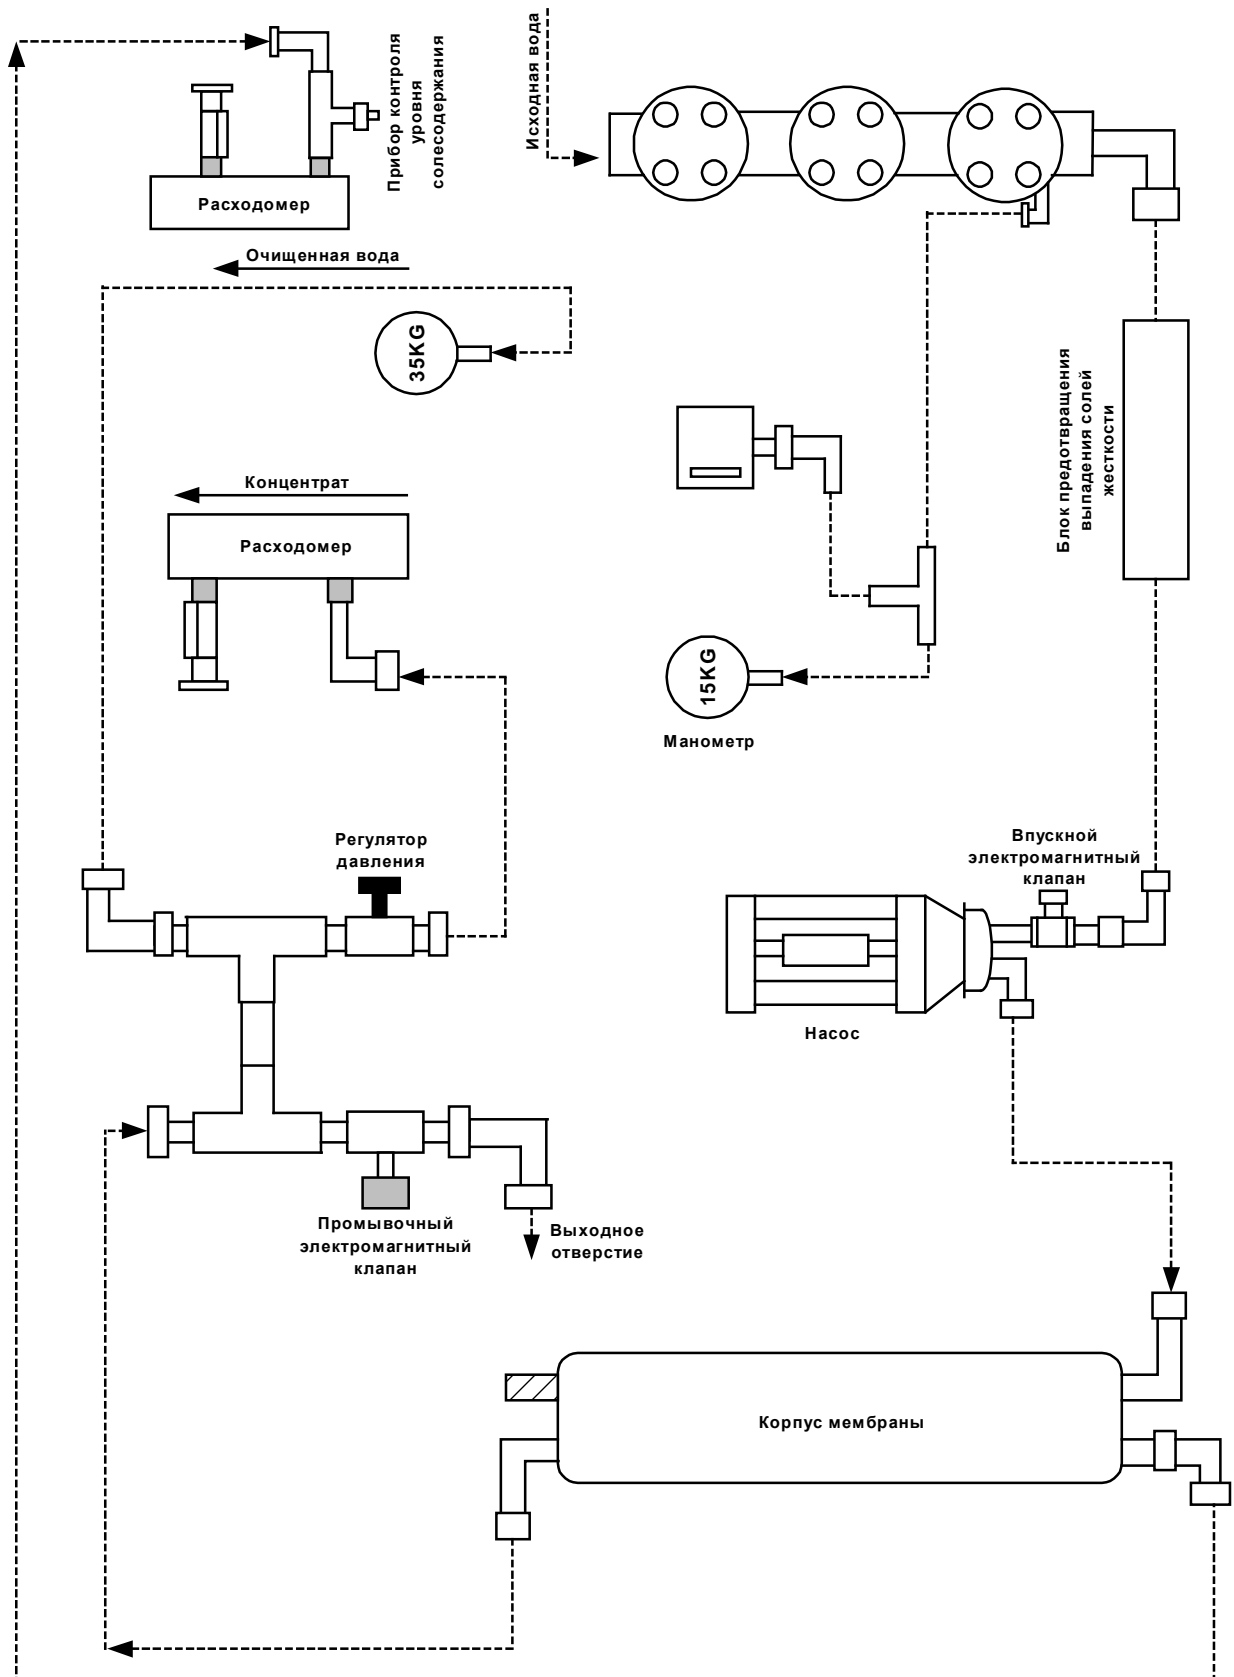 Прибор контроля
уровня
солесодержания
Исходная вода
Расходомер
Очищенная вода
35KG
Блок предотвращения
выпадения солей
жесткости
Концентрат
Расходомер
15KG
Манометр
Регулятор
давления
Впускной
электромагнитный
клапан
Насос
Промывочный
электромагнитный
клапан
Выходное
отверстие
Корпус мембраны